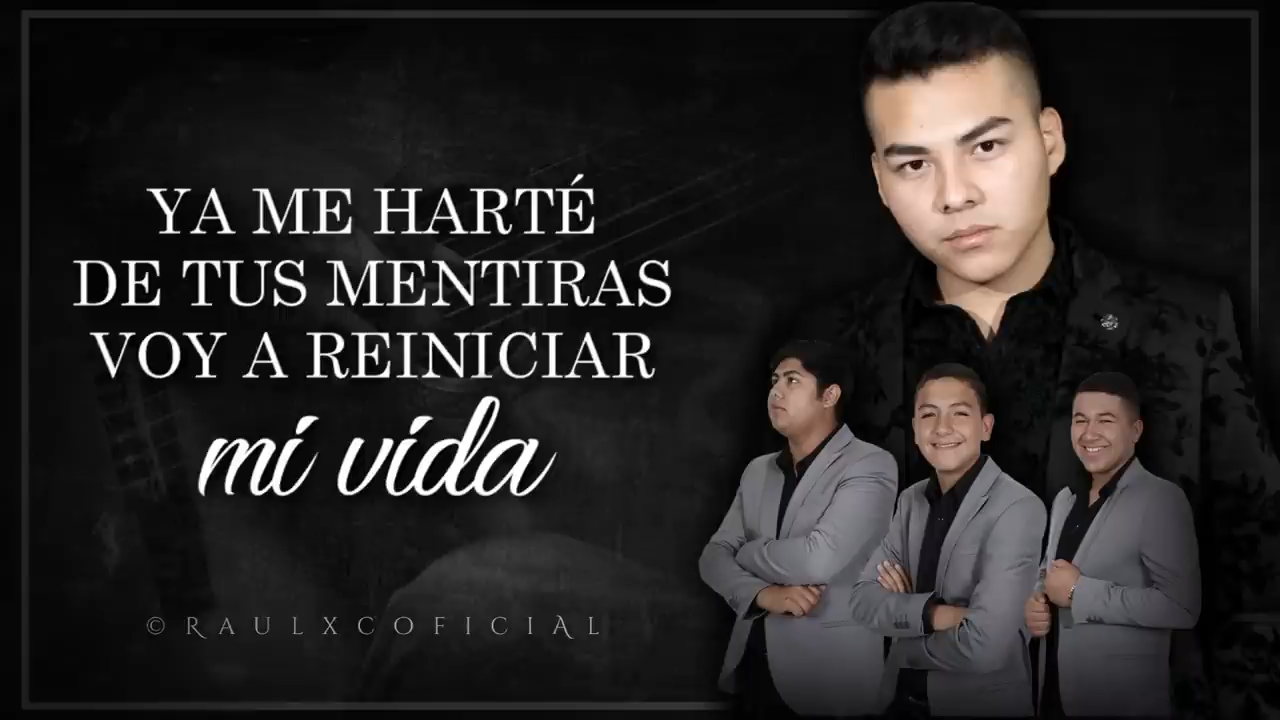 YA ME HARTÉ
DE TUS MENTIRAS
VOY A REINICIAR
mi vida
© RAULXCOFICIAL